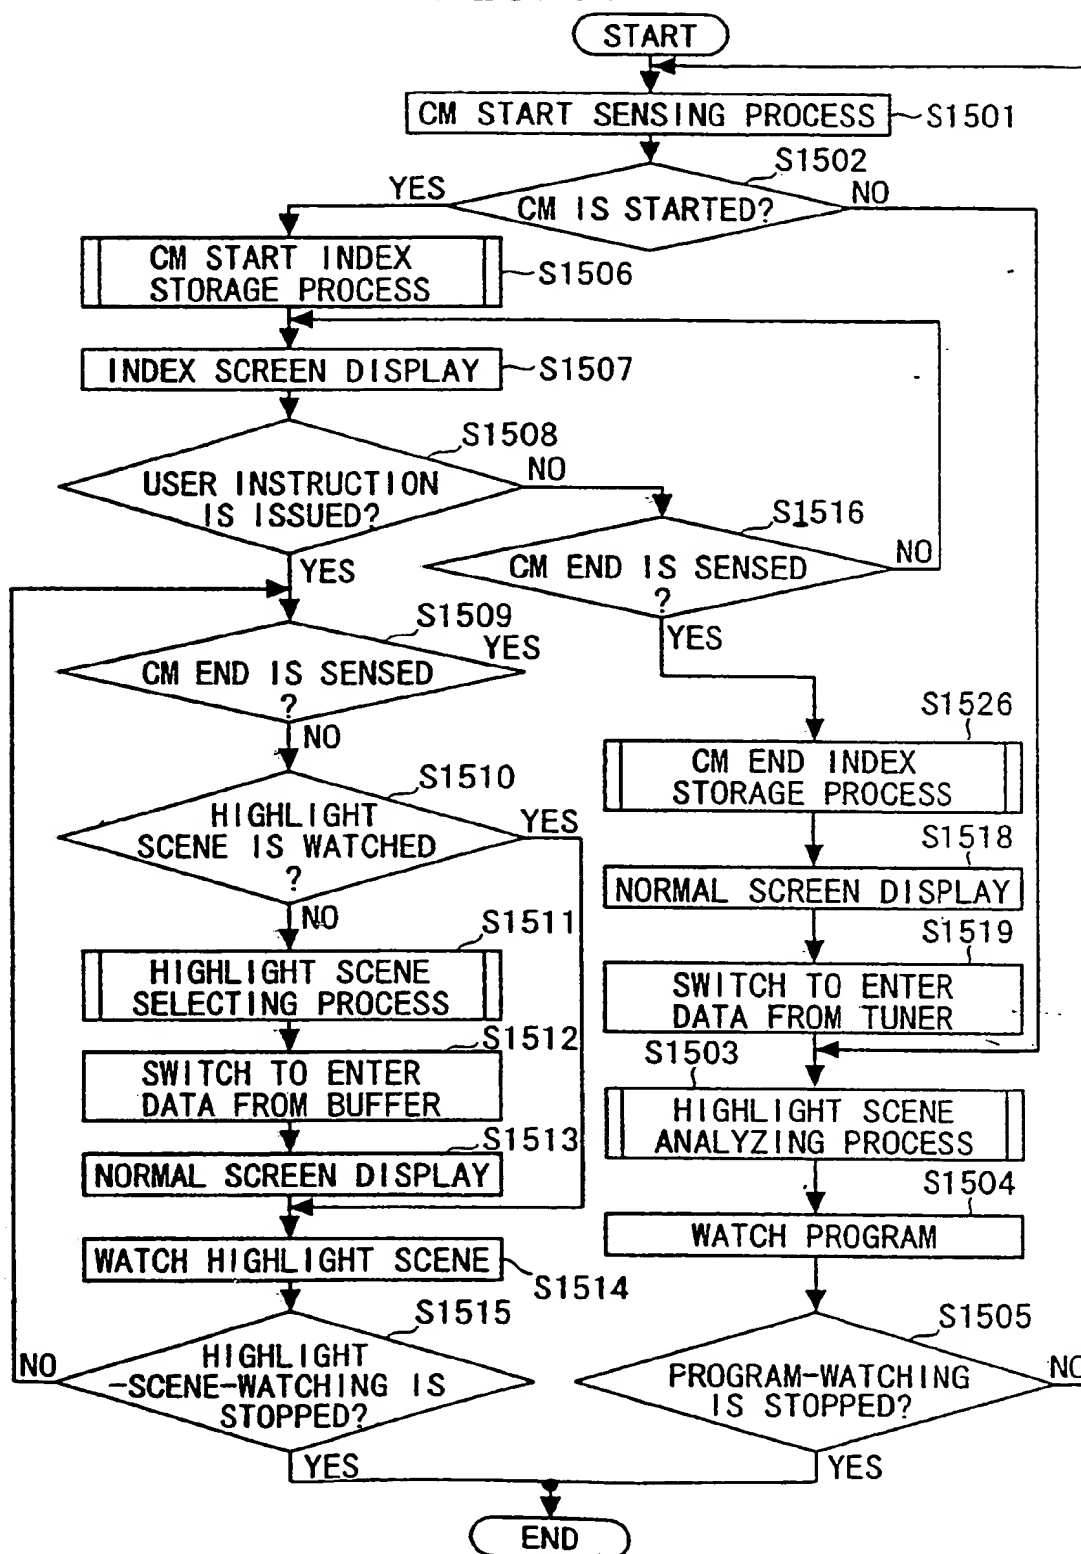 START
CM START SENSING PROCESS
S1501
S1502
YES
CM IS STARTED?
NO
CM START INDEX
STORAGE PROCESS
S1506
INDEX SCREEN DISPLAY
S1507
S1508
USER INSTRUCTION
IS ISSUED?
NO
YES
S1516
CM END IS SENSED
?
NO
YES
S1509
YES
CM END IS SENSED
?
NO
S1526
CM END INDEX
STORAGE PROCESS
S1510
HIGHLIGHT
SCENE IS WATCHED
?
YES
NO
S1518
NORMAL SCREEN DISPLAY
S1511
HIGHLIGHT SCENE
SELECTING PROCESS
S1519
SWITCH TO ENTER
DATA FROM TUNER
S1512
SWITCH TO ENTER
DATA FROM BUFFER
S1503
HIGHLIGHT SCENE
ANALYZING PROCESS
S1513
NORMAL SCREEN DISPLAY
S1504
WATCH PROGRAM
WATCH HIGHLIGHT SCENE
S1514
S1515
HIGHLIGHT
-SCENE-WATCHING IS
STOPPED?
NO
YES
S1505
PROGRAM-WATCHING
IS STOPPED?
NO
YES
END